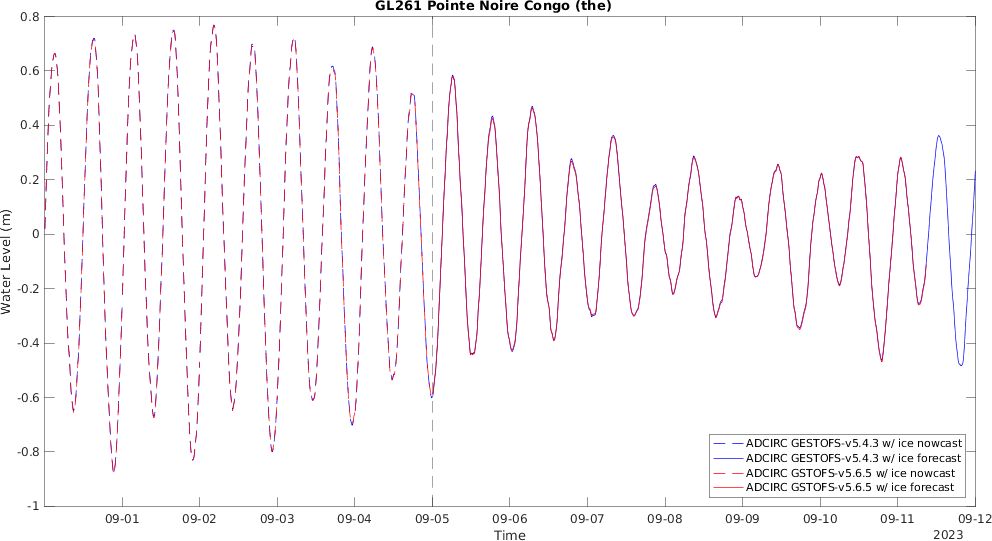 GL261 Pointe Noire Congo (the)
0.8
0.6
0.4
0.2
0
-0.2
-0.4
-0.6
-0.8
-1
Water Level (m)
ADCIRC GESTOFS-v5.4.3 w/ ice nowcast
ADCIRC GESTOFS-v5.4.3 w/ ice forecast
ADCIRC GSTOFS-v5.6.5 w/ ice nowcast
ADCIRC GSTOFS-v5.6.5 w/ ice forecast
09-01 09-02 09-03 09-04 09-05 09-06 09-07 09-08 09-09 09-10 09-11 09-12
Time
2023